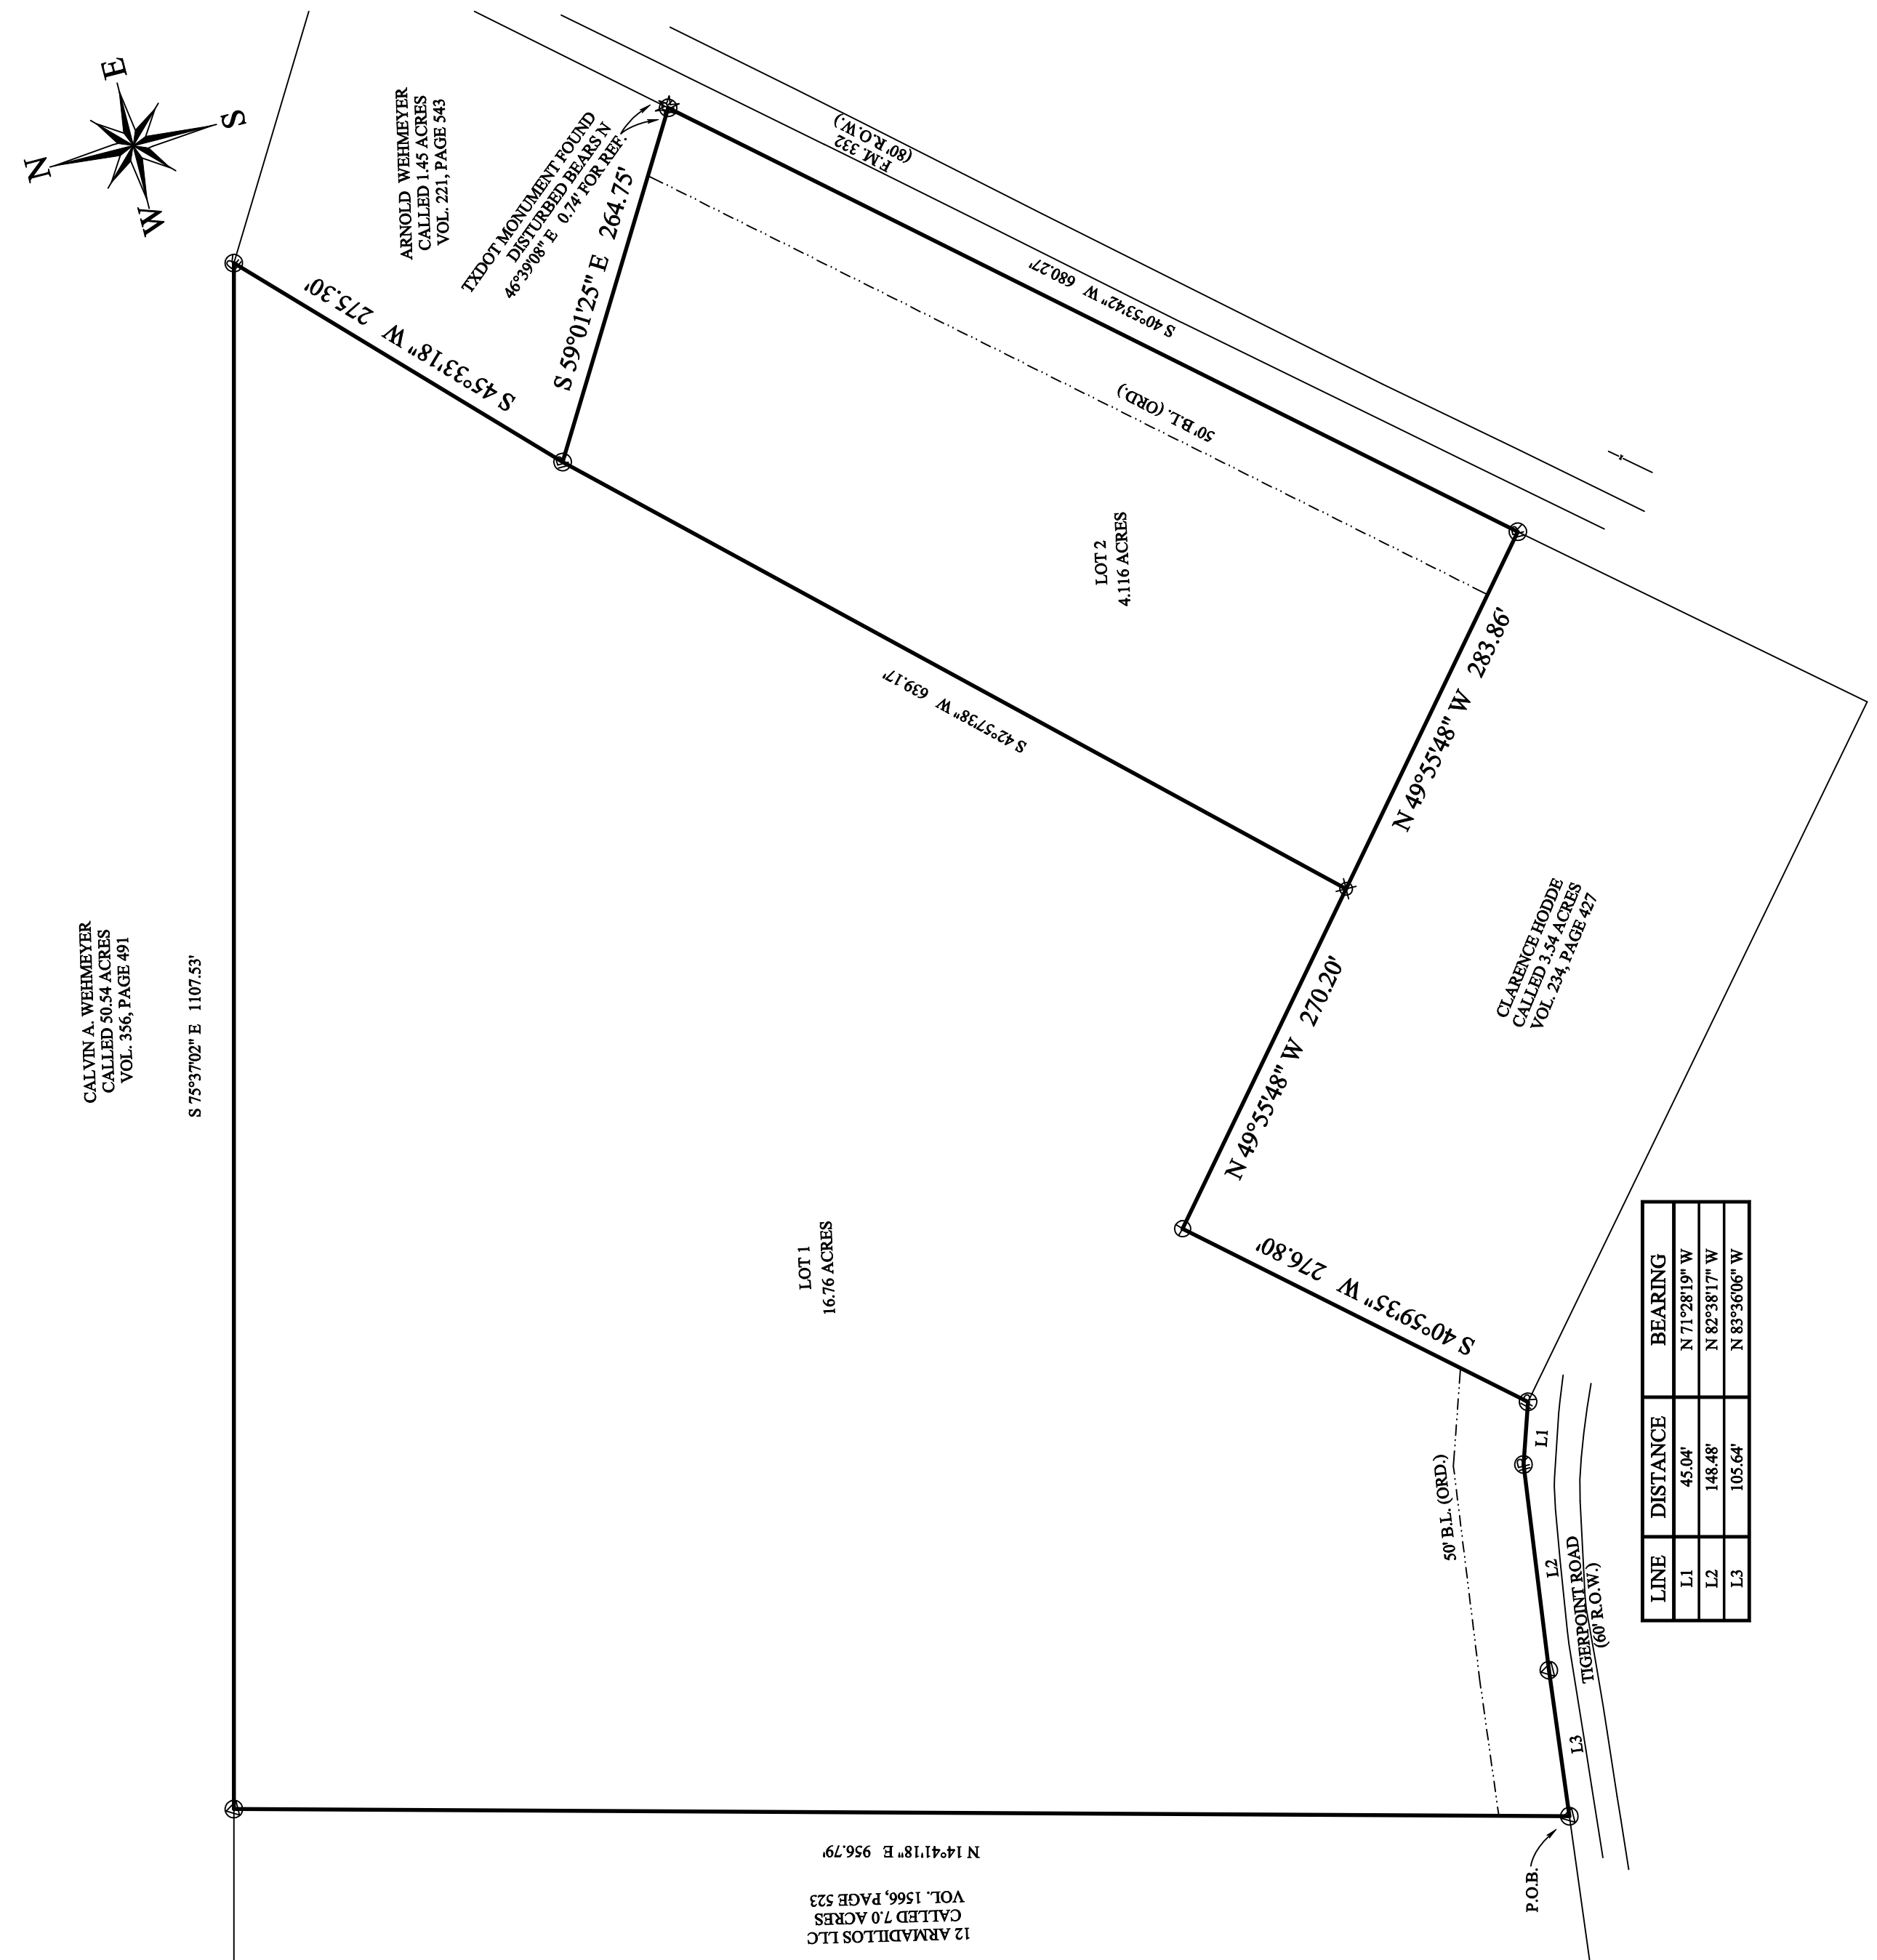 N
E
S
W
ARNOLD WEHMEYER
CALLED 1.45 ACRES
VOL. 221, PAGE 543
TXDOT MONUMENT FOUND
DISTURBED BEARS N
46°39'08" E 0.74' FOR REF.
F.M. 332
(80' R.O.W.)
S 45°33'18" W 275.30'
S 59°01'25" E 264.75'
S 40°53'42" W 680.27'
50' B.L. (ORD.)
LOT 2
4.116 ACRES
S 42°57'38" W 639.17'
N 49°55'48" W 283.86'
CALVIN A. WEHMEYER
CALLED 50.54 ACRES
VOL. 356, PAGE 491
S 75°37'02" E 1107.53'
N 49°55'48" W 270.20'
CLARENCE HODDE
CALLED 3.54 ACRES
VOL. 234, PAGE 427
LOT 1
16.76 ACRES
S 40°59'35" W 276.80'
50' B.L. (ORD.)
L1
L2
L3
TIGERPOINT ROAD
(60' R.O.W.)
LINE DISTANCE BEARING
L1 45.04' N 71°28'19" W
L2 148.48' N 82°38'17" W
L3 105.64' N 83°36'06" W
P.O.B.
N 14°41'18" E 956.79'
12 ARMADILLOS LLC
CALLED 7.0 ACRES
VOL. 1566, PAGE 523